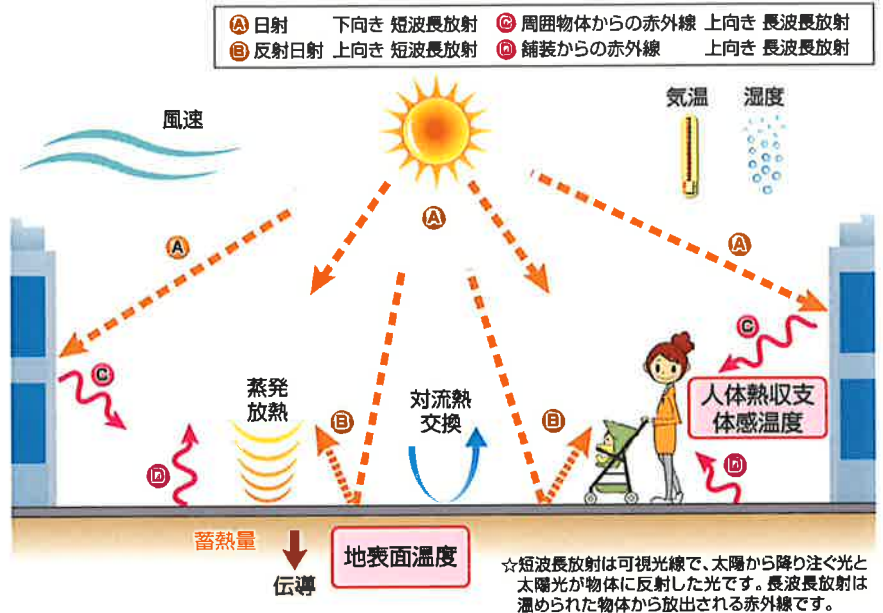 Ⓐ 日射 下向き 短波長放射 Ⓒ 周囲物体からの赤外線 上向き 長波長放射
Ⓑ 反射日射 上向き 短波長放射 Ⓓ 舗装からの赤外線 上向き 長波長放射
気温 湿度
風速
Ⓐ
Ⓐ
Ⓐ
Ⓒ
Ⓒ
蒸発
放熱
対流熱
交換
人体熱収支
体感温度
Ⓑ
Ⓑ
Ⓓ
Ⓓ
蓄熱量
伝導
地表面温度
☆短波長放射は可視光線で、太陽から降り注ぐ光と
太陽光が物体に反射した光です。長波長放射は
温められた物体から放出される赤外線です。